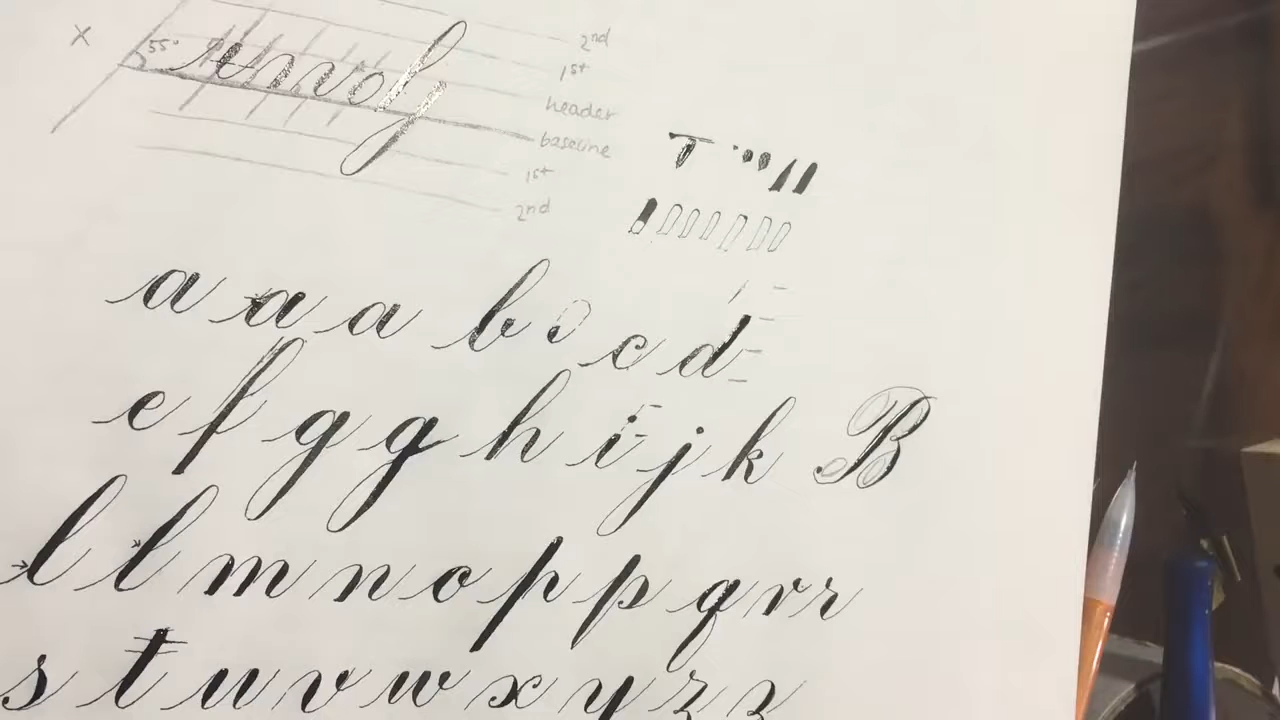 x
55°
2nd
1st
header
baseline
1st
2nd
a a a b c d
e f g g h i j k B
l l m n o p p q r r
s t u v w x y z z